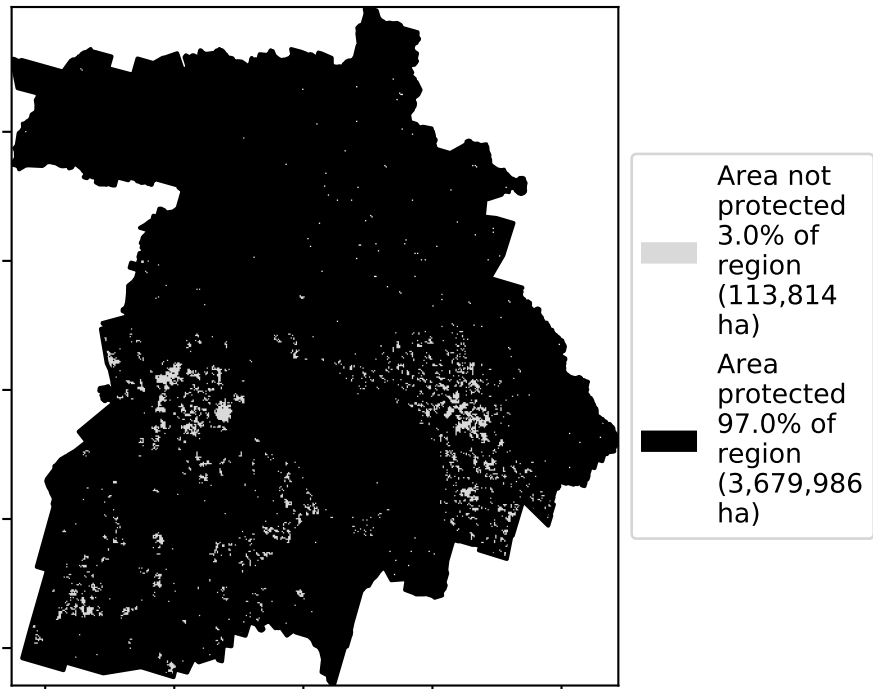 Area not
protected
3.0% of
region
(113,814
ha)
Area
protected
97.0% of
region
(3,679,986
ha)